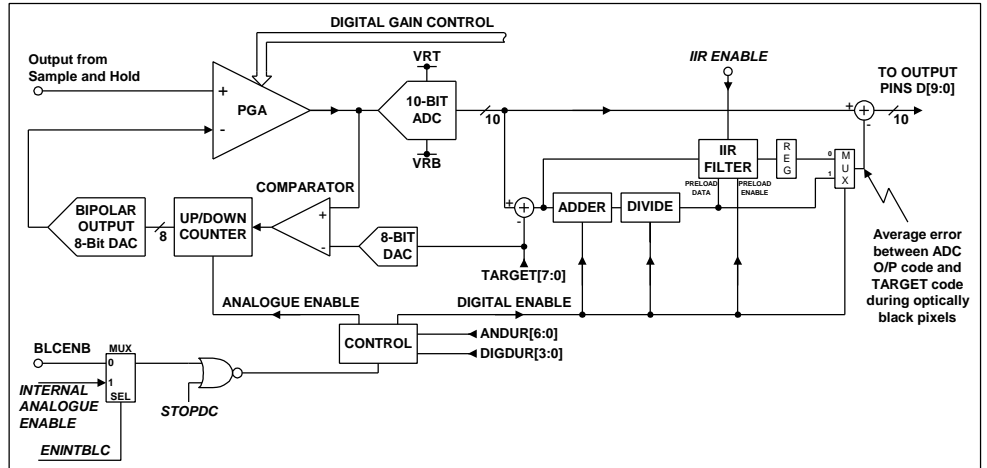 DIGITAL GAIN CONTROL
Output from
Sample and Hold
+
-
PGA
VRT
10-BIT
ADC
VRB
10
IIR ENABLE
TO OUTPUT
PINS D[9:0]
+
+
-
10
IIR
FILTER
PRELOAD
DATA
PRELOAD
ENABLE
REG
0
1
MUX
COMPARATOR
+
-
BIPOLAR
OUTPUT
8-Bit DAC
8
UP/DOWN
COUNTER
8-BIT
DAC
+
+
-
ADDER
DIVIDE
TARGET[7:0]
Average error
between ADC
O/P code and
TARGET code
during optically
black pixels
ANALOGUE ENABLE
DIGITAL ENABLE
CONTROL
ANDUR[6:0]
DIGDUR[3:0]
BLCENB
MUX
0
1
SEL
INTERNAL
ANALOGUE
ENABLE
STOPDC
ENINTBLC